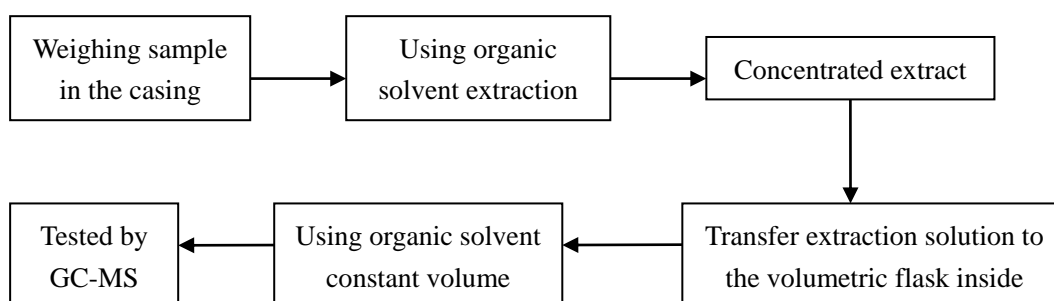 Weighing sample
in the casing
Using organic
solvent extraction
Concentrated extract
Transfer extraction solution to
the volumetric flask inside
Using organic solvent
constant volume
Tested by
GC-MS